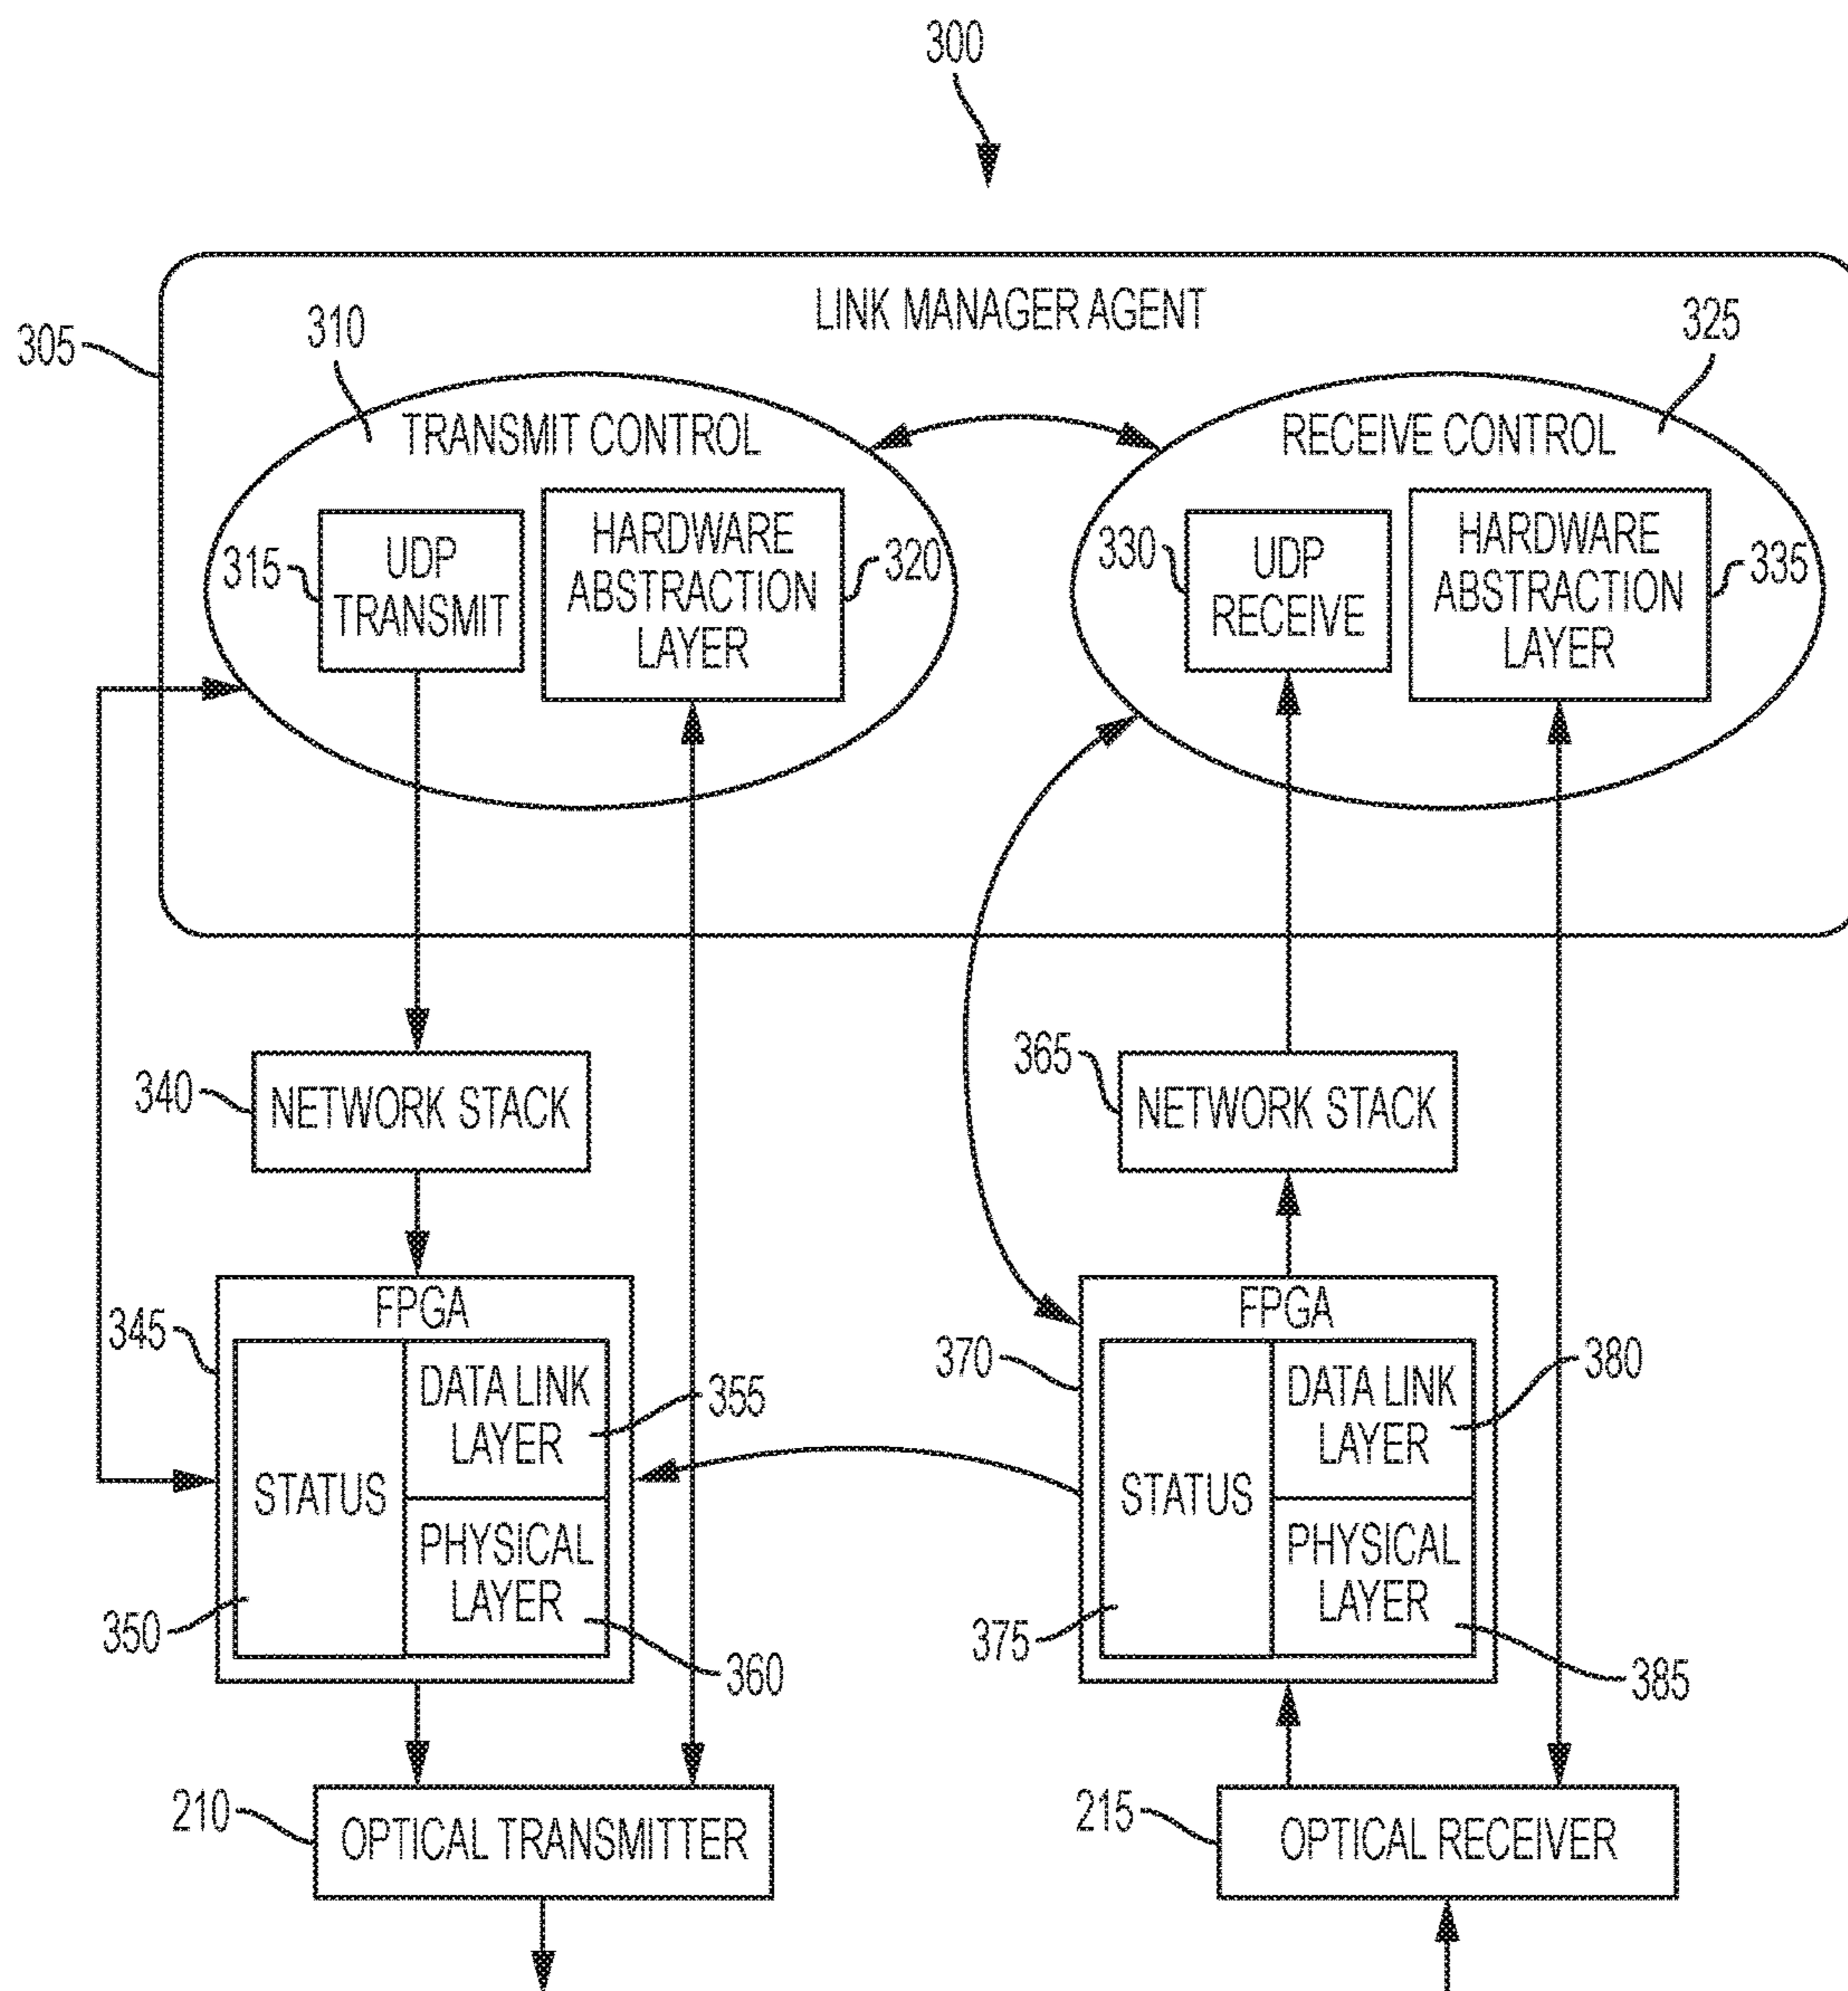 300
LINK MANAGER AGENT
305
310
325
TRANSMIT CONTROL
RECEIVE CONTROL
315
UDP
TRANSMIT
HARDWARE
ABSTRACTION
LAYER
320
330
UDP
RECEIVE
HARDWARE
ABSTRACTION
LAYER
335
340
NETWORK STACK
365
NETWORK STACK
345
FPGA
STATUS
DATA LINK
LAYER
355
PHYSICAL
LAYER
350
360
370
FPGA
STATUS
DATA LINK
LAYER
380
PHYSICAL
LAYER
375
385
210
OPTICAL TRANSMITTER
215
OPTICAL RECEIVER